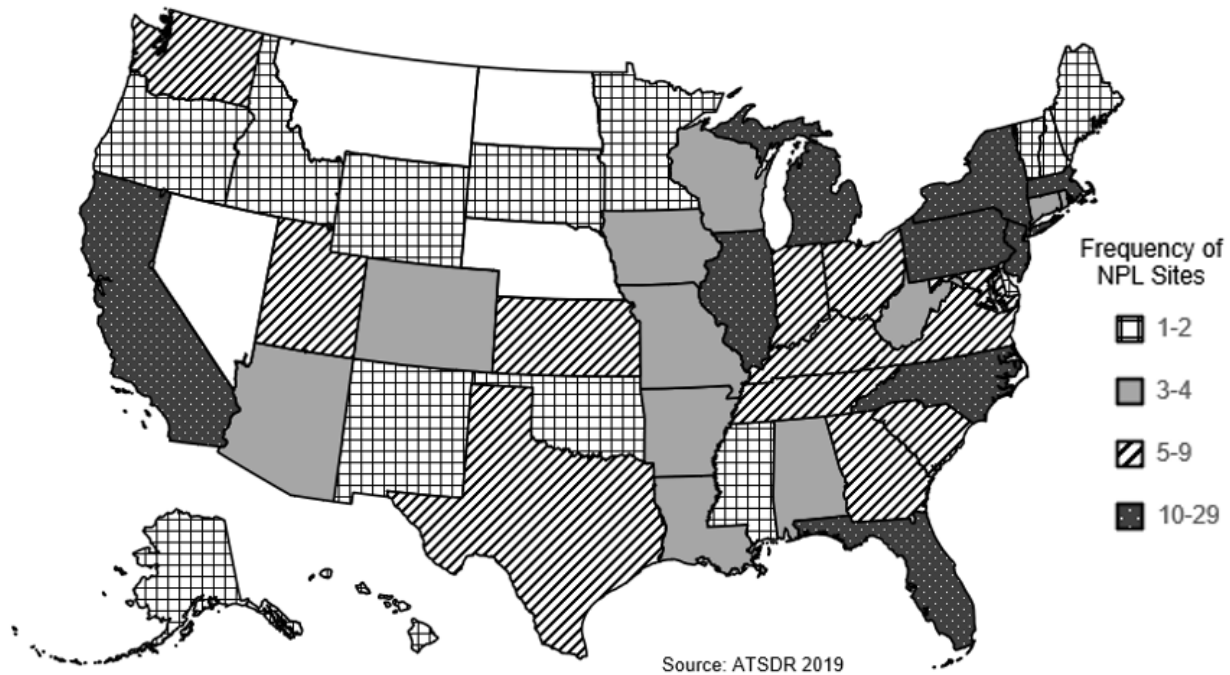 Frequency of
NPL Sites
1-2
3-4
5-9
10-29
Source: ATSDR 2019